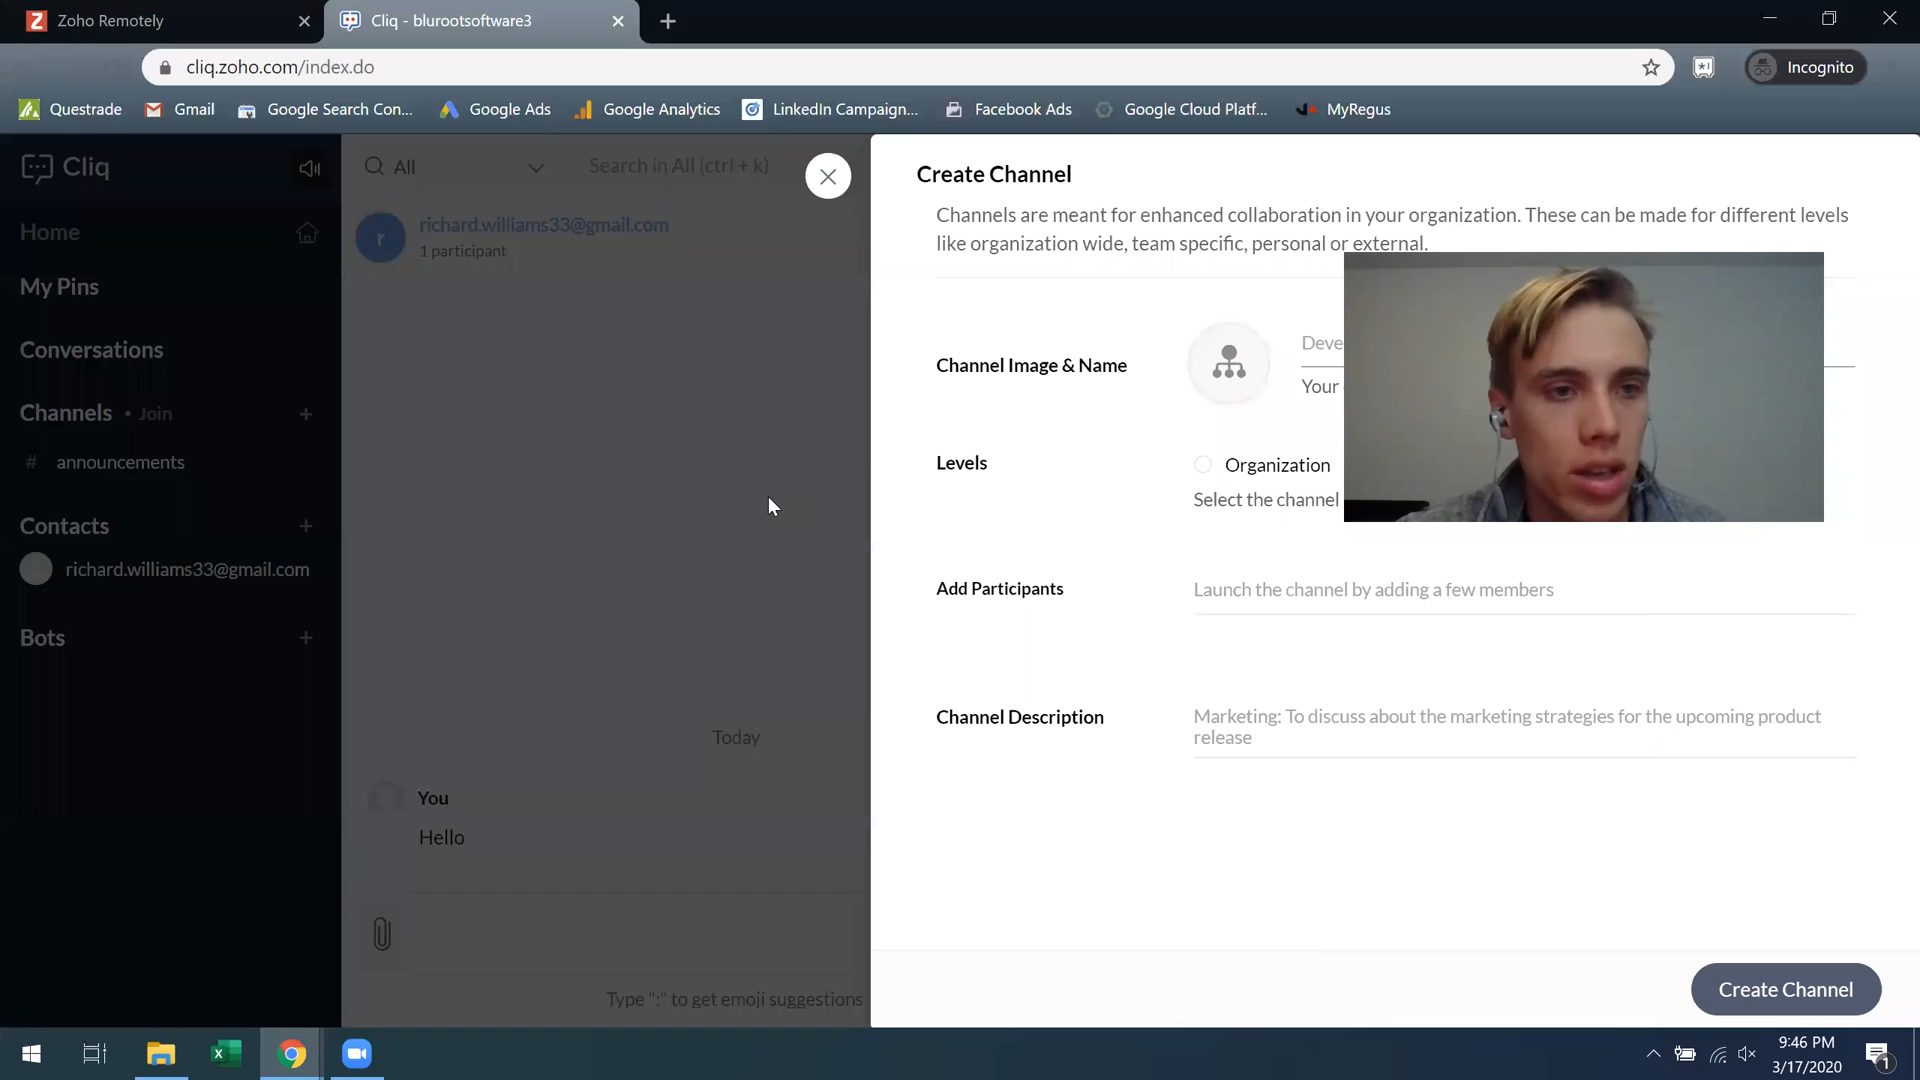 Zoho Remotely
Cliq - blurootsoftware3
cliq.zoho.com/index.do
Incognito
Questrade
Gmail
Google Search Con...
Google Ads
Google Analytics
LinkedIn Campaign...
Facebook Ads
Google Cloud Platf...
MyRegus
Cliq
Home
My Pins
Conversations
Channels • Join
# announcements
Contacts
richard.williams33@gmail.com
Bots
All
Search in All (ctrl + k)
r
richard.williams33@gmail.com
1 participant
Today
You
Hello
Type ":" to get emoji suggestions
Create Channel
Channels are meant for enhanced collaboration in your organization. These can be made for different levels
like organization wide, team specific, personal or external.
Channel Image & Name
Deve
Your
Levels
Organization
Select the channel
Add Participants
Launch the channel by adding a few members
Channel Description
Marketing: To discuss about the marketing strategies for the upcoming product
release
Create Channel
9:46 PM
3/17/2020
1